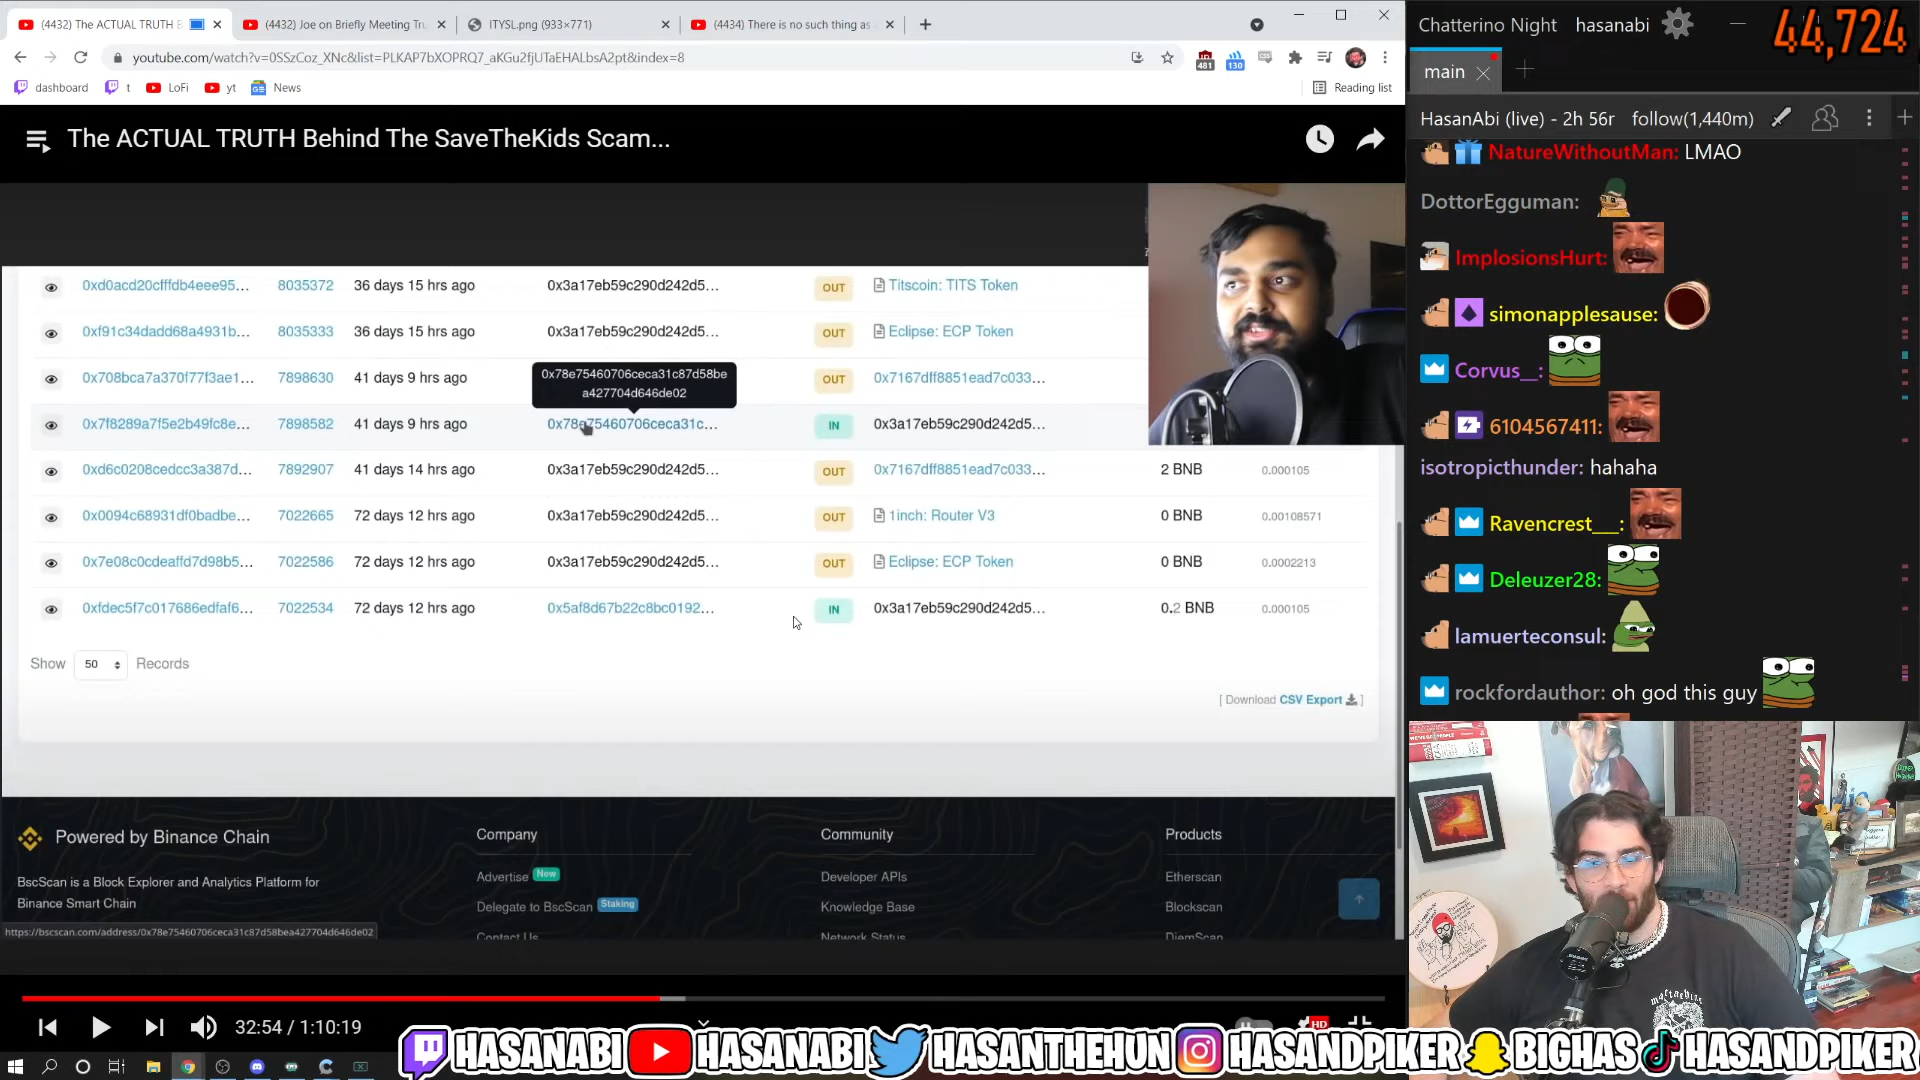 (4432) The ACTUAL TRUTH B
(4432) Joe on Briefly Meeting Tru
ITYSL.png (933×771)
(4434) There is no such thing as
youtube.com/watch?v=0SSzCoz_XNc&list=PLKAP7bXOPRQ7_aKGu2fjUTaEHALbsA2pt&index=8
481
130
dashboard
t
LoFi
yt
News
Reading list
The ACTUAL TRUTH Behind The SaveTheKids Scam...
0xd0acd20cfffdb4eee95... 8035372 36 days 15 hrs ago 0x3a17eb59c290d242d5... OUT Titscoin: TITS Token
0xf91c34dadd68a4931b... 8035333 36 days 15 hrs ago 0x3a17eb59c290d242d5... OUT Eclipse: ECP Token
0x78e75460706ceca31c87d58be
a427704d646de02
0x708bca7a370f77f3ae1... 7898630 41 days 9 hrs ago OUT 0x7167dff8851ead7c033...
0x7f8289a7f5e2b49fc8e... 7898582 41 days 9 hrs ago 0x78e75460706ceca31c... IN 0x3a17eb59c290d242d5...
0xd6c0208cedcc3a387d... 7892907 41 days 14 hrs ago 0x3a17eb59c290d242d5... OUT 0x7167dff8851ead7c033... 2 BNB 0.000105
0x0094c68931df0badbe... 7022665 72 days 12 hrs ago 0x3a17eb59c290d242d5... OUT 1inch: Router V3 0 BNB 0.00108571
0x7e08c0cdeaffd7d98b5... 7022586 72 days 12 hrs ago 0x3a17eb59c290d242d5... OUT Eclipse: ECP Token 0 BNB 0.0002213
0xfdec5f7c017686edfaf6... 7022534 72 days 12 hrs ago 0x5af8d67b22c8bc0192... IN 0x3a17eb59c290d242d5... 0.2 BNB 0.000105
Show 50 Records
[ Download CSV Export ]
Powered by Binance Chain
BscScan is a Block Explorer and Analytics Platform for
Binance Smart Chain
Company
Advertise New
Delegate to BscScan Staking
Contact Us
Community
Developer APIs
Knowledge Base
Network Status
Products
Etherscan
Blockscan
DiemScan
https://bscscan.com/address/0x78e75460706ceca31c87d58bea427704d646de02
32:54 / 1:10:19
HD
Chatterino Night hasanabi
44,724
main
HasanAbi (live) - 2h 56r follow(1,440m)
NatureWithoutMan: LMAO
DottorEgguman:
ImplosionsHurt:
simonapplesause:
Corvus__:
6104567411:
isotropicthunder: hahaha
Ravencrest___:
Deleuzer28:
lamuerteconsul:
rockfordauthor: oh god this guy
HASANABI HASANABI HASANTHEHUN HASANDPIKER BIGHAS HASANDPIKER